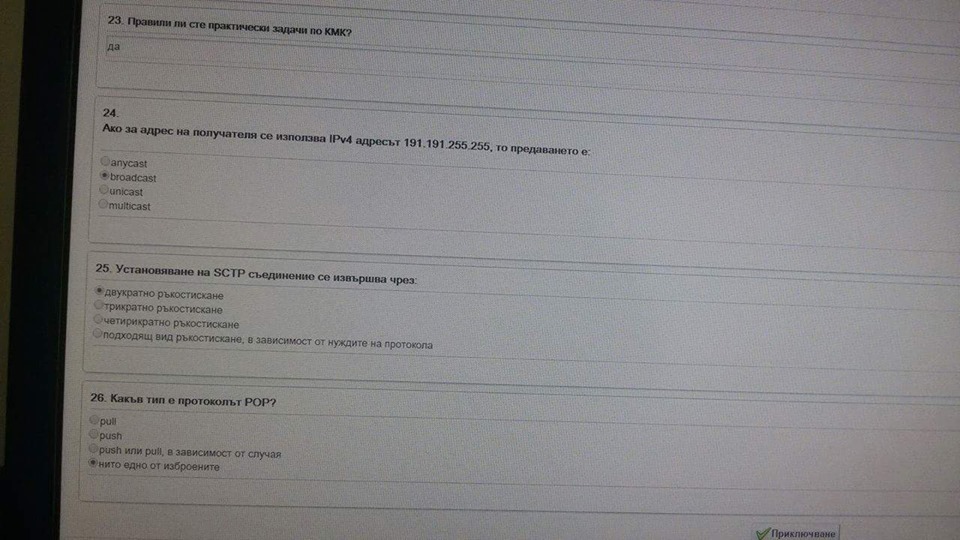 23. Правили ли сте практически задачи по КМК?
да
24.
Ако за адрес на получателя се използва IPv4 адресът 191.191.255.255, то предаването е:
anycast
broadcast
unicast
multicast
25. Установяване на SCTP съединение се извършва чрез:
двукратно ръкостискане
трикратно ръкостискане
четирикратно ръкостискане
подходящ вид ръкостискане, в зависимост от нуждите на протокола
26. Какъв тип е протоколът POP?
pull
push
push или pull, в зависимост от случая
нито едно от изброените
Приключване